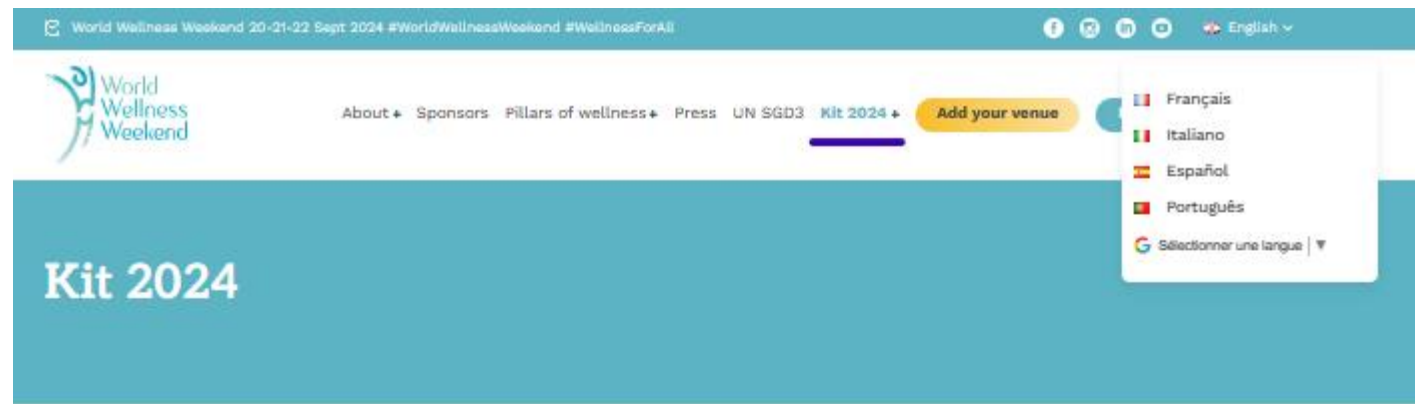 World Wellness Weekend 20-21-22 Sept 2024 #WorldWellnessWeekend #WellnessForAll
English
World
Wellness
Weekend
About + Sponsors Pillars of wellness + Press UN SGD3 Kit 2024 + Add your venue
Français
Italiano
Español
Português
Sélectionner une langue
Kit 2024